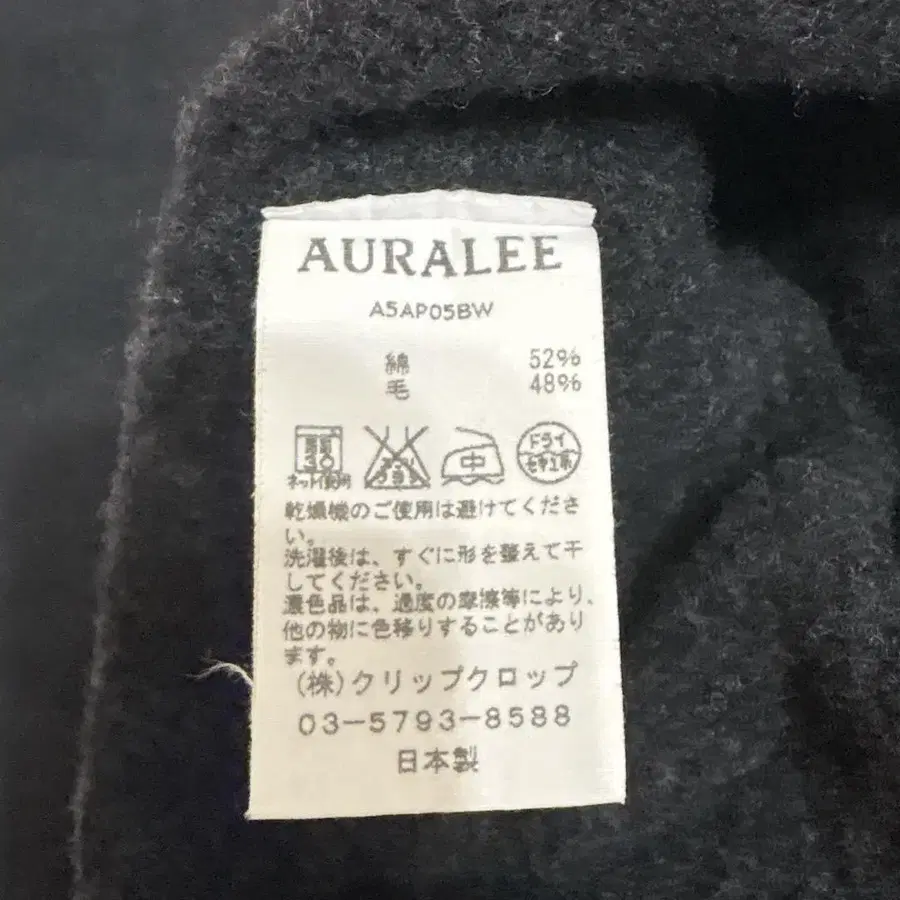 AURALEE
A5AP05BW
綿 52%
毛 48%
30 中 ドライ
ネット使用
乾燥機のご使用は避けてくださ
い。
洗濯後は、すぐに形を整えて干
してください。
濃色品は、過度の摩擦等により、
他の物に色移りすることがあり
ます。
(株)クリップクロップ
03-5793-8588
日本製